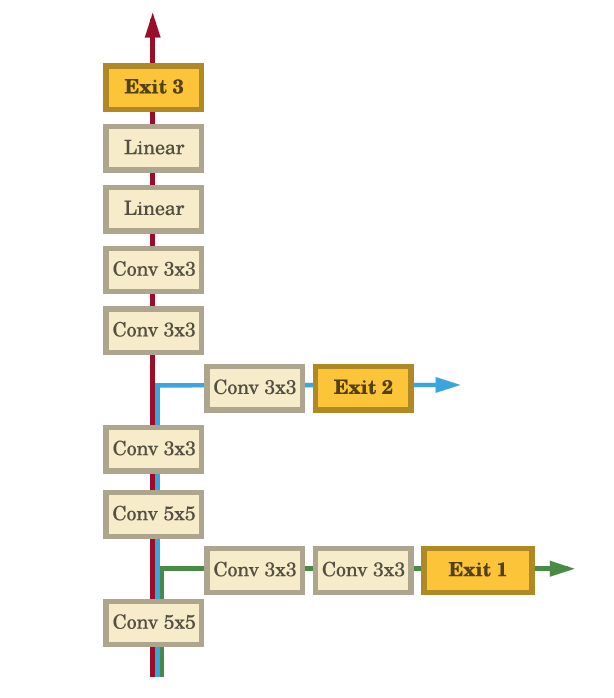 Exit 3
Linear
Linear
Conv 3x3
Conv 3x3
Conv 3x3 Exit 2
Conv 3x3
Conv 5x5
Conv 3x3 Conv 3x3 Exit 1
Conv 5x5